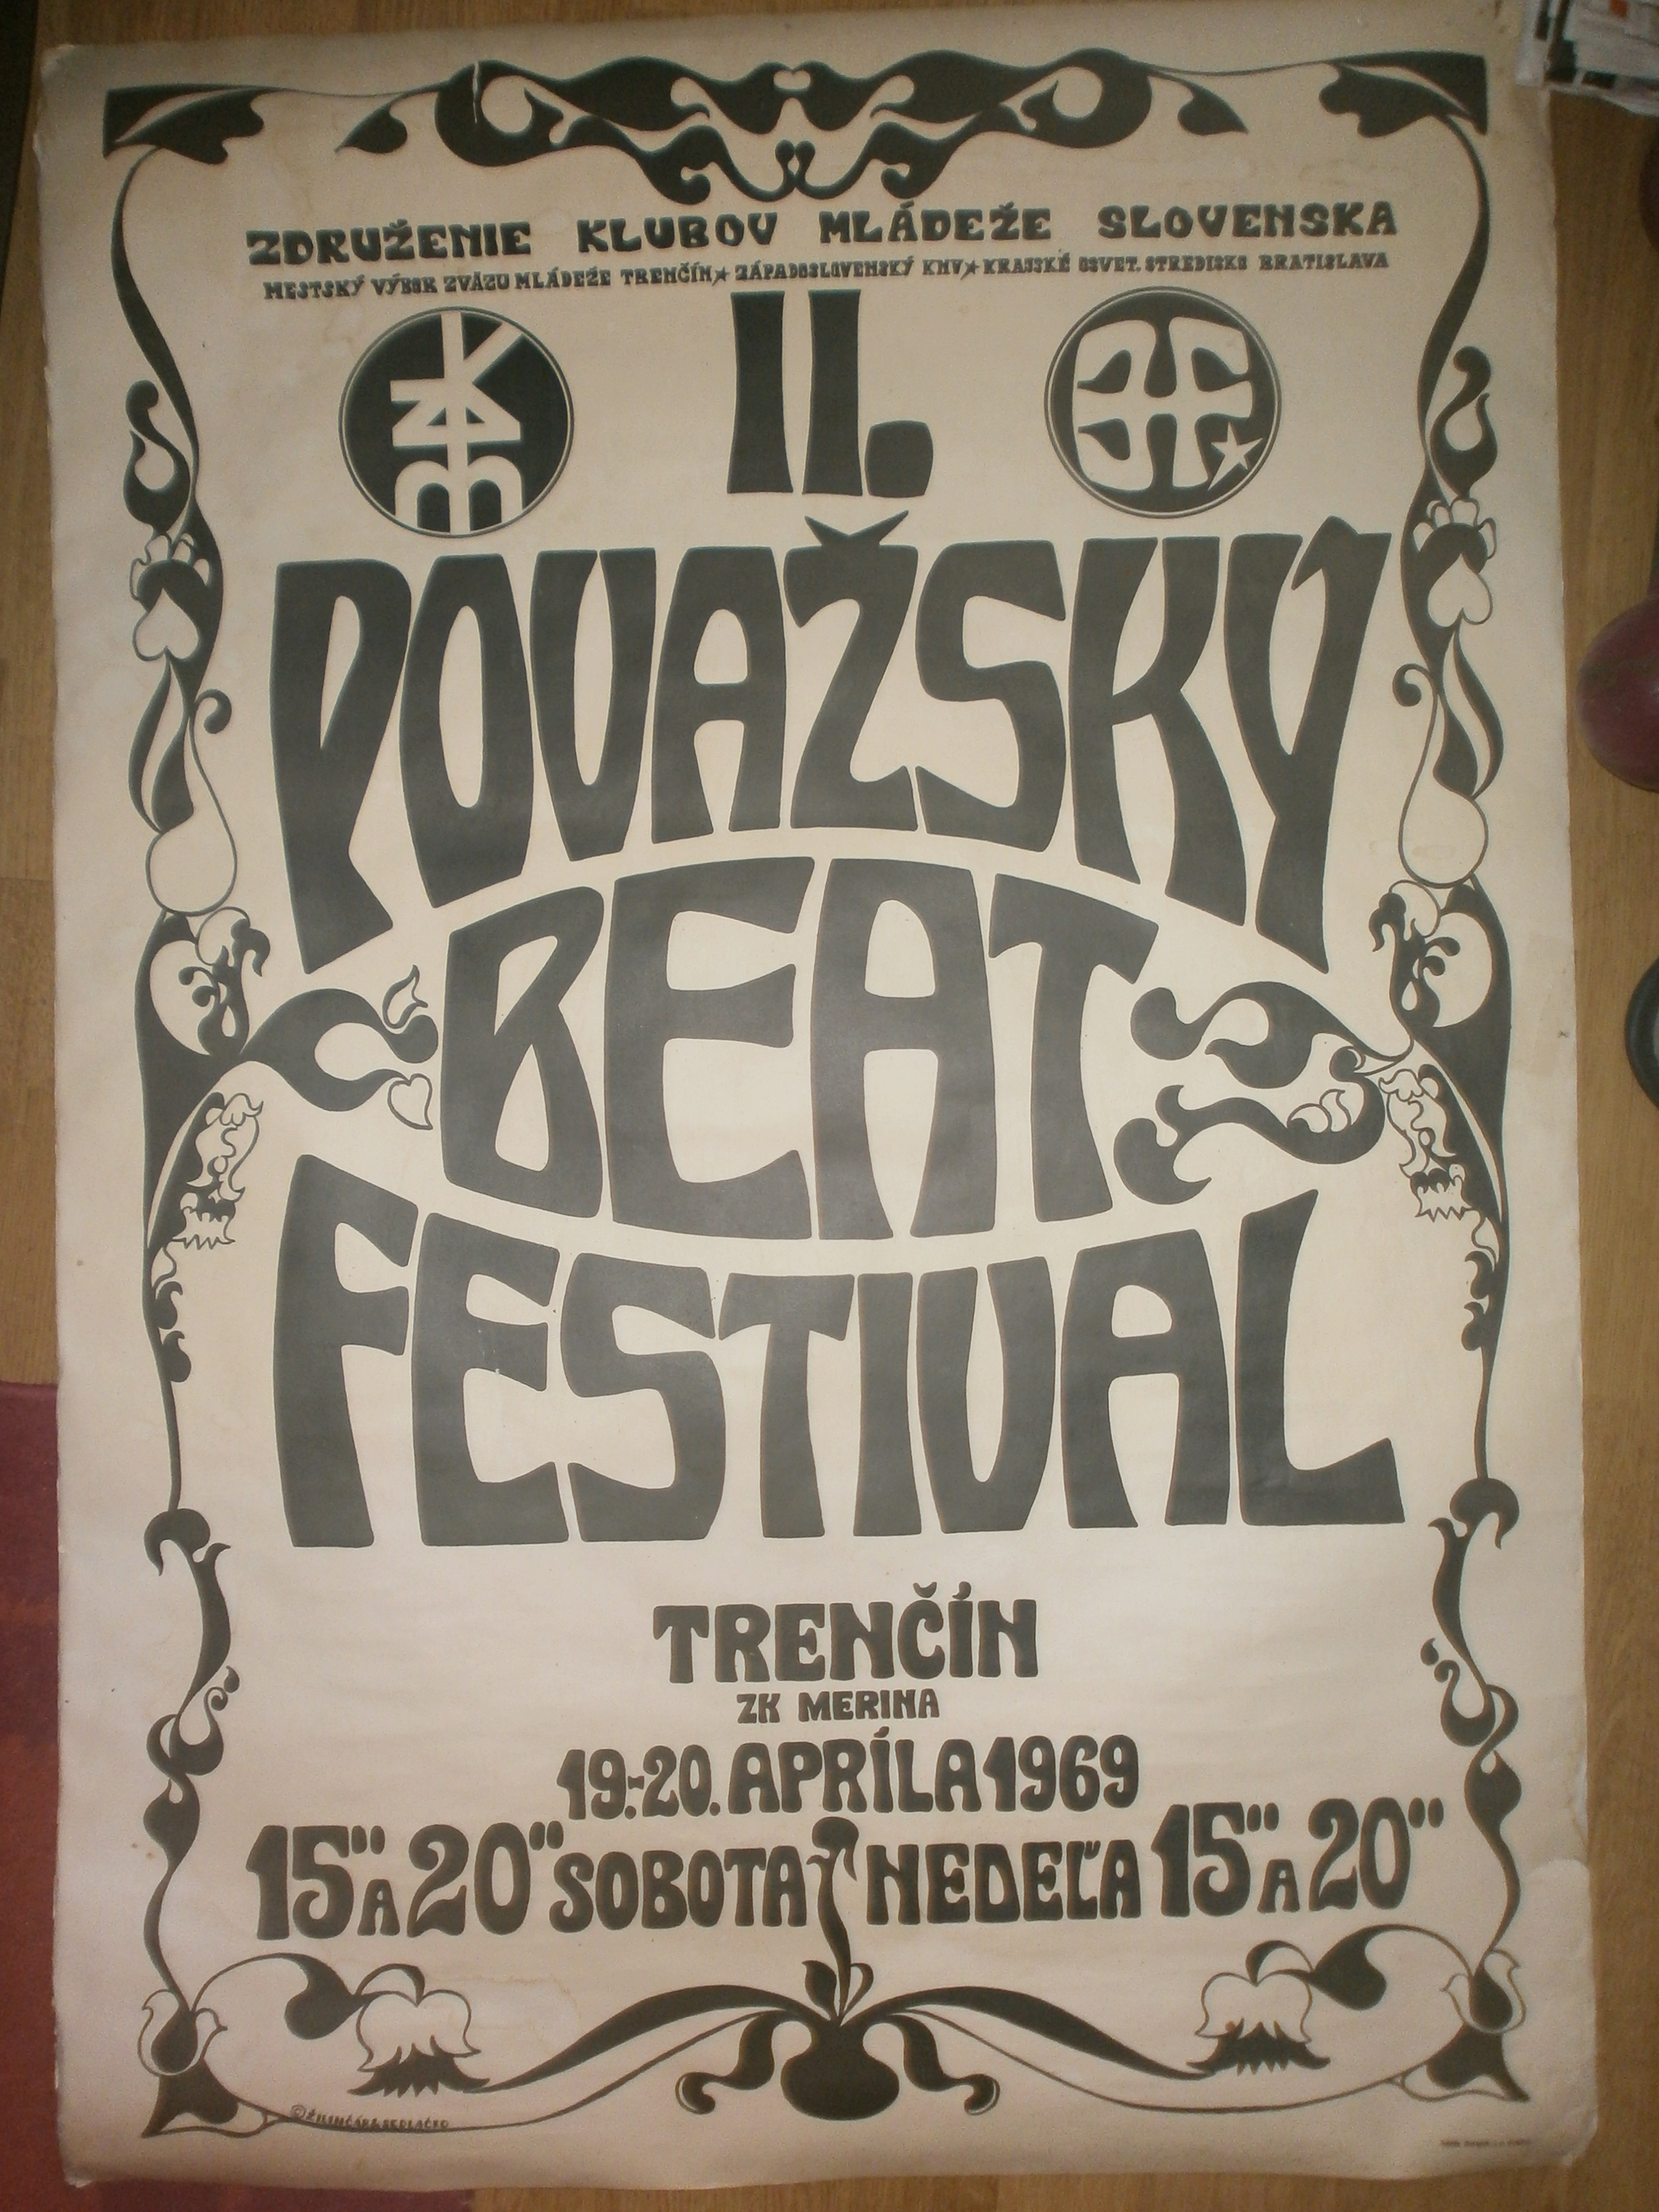 ZDRUŽENIE KLUBOV MLÁDEŽE SLOVENSKA
MESTSKÝ VÝBOR ZVÄZU MLÁDEŽE TRENČÍN★ ZÁPADOSLOVENSKÝ KNV★KRAJSKÉ OSVET. STREDISKO BRATISLAVA
II.
POVAŽSKÝ
BEAT
FESTIVAL
TRENČÍN
ZK MERINA
19.-20. APRÍLA 1969
15" A 20" SOBOTA NEDEĽA 15" A 20"